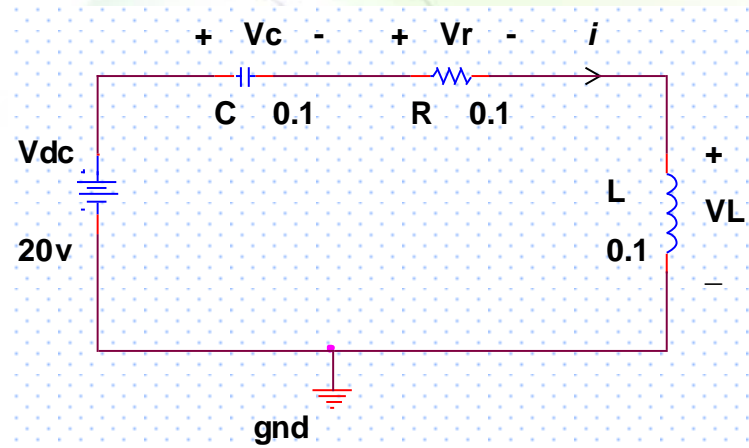 + Vc - + Vr - i
C 0.1 R 0.1
Vdc
+
L
VL
20v
0.1
_
gnd